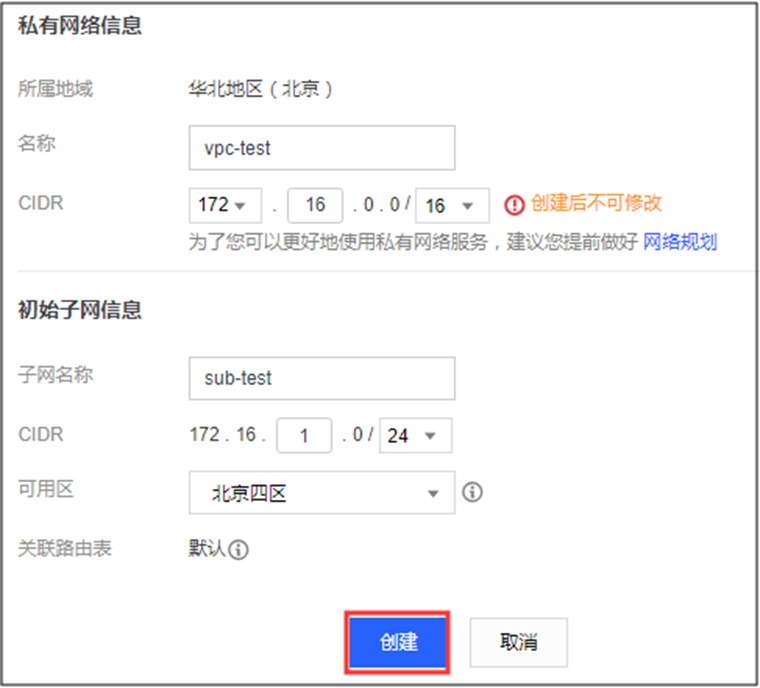 私有网络信息
所属地域 华北地区（北京）
名称 vpc-test
CIDR 172 . 16 . 0 . 0 / 16 创建后不可修改
为了您可以更好地使用私有网络服务，建议您提前做好 网络规划
初始子网信息
子网名称 sub-test
CIDR 172 . 16 . 1 . 0 / 24
可用区 北京四区
关联路由表 默认
创建 取消